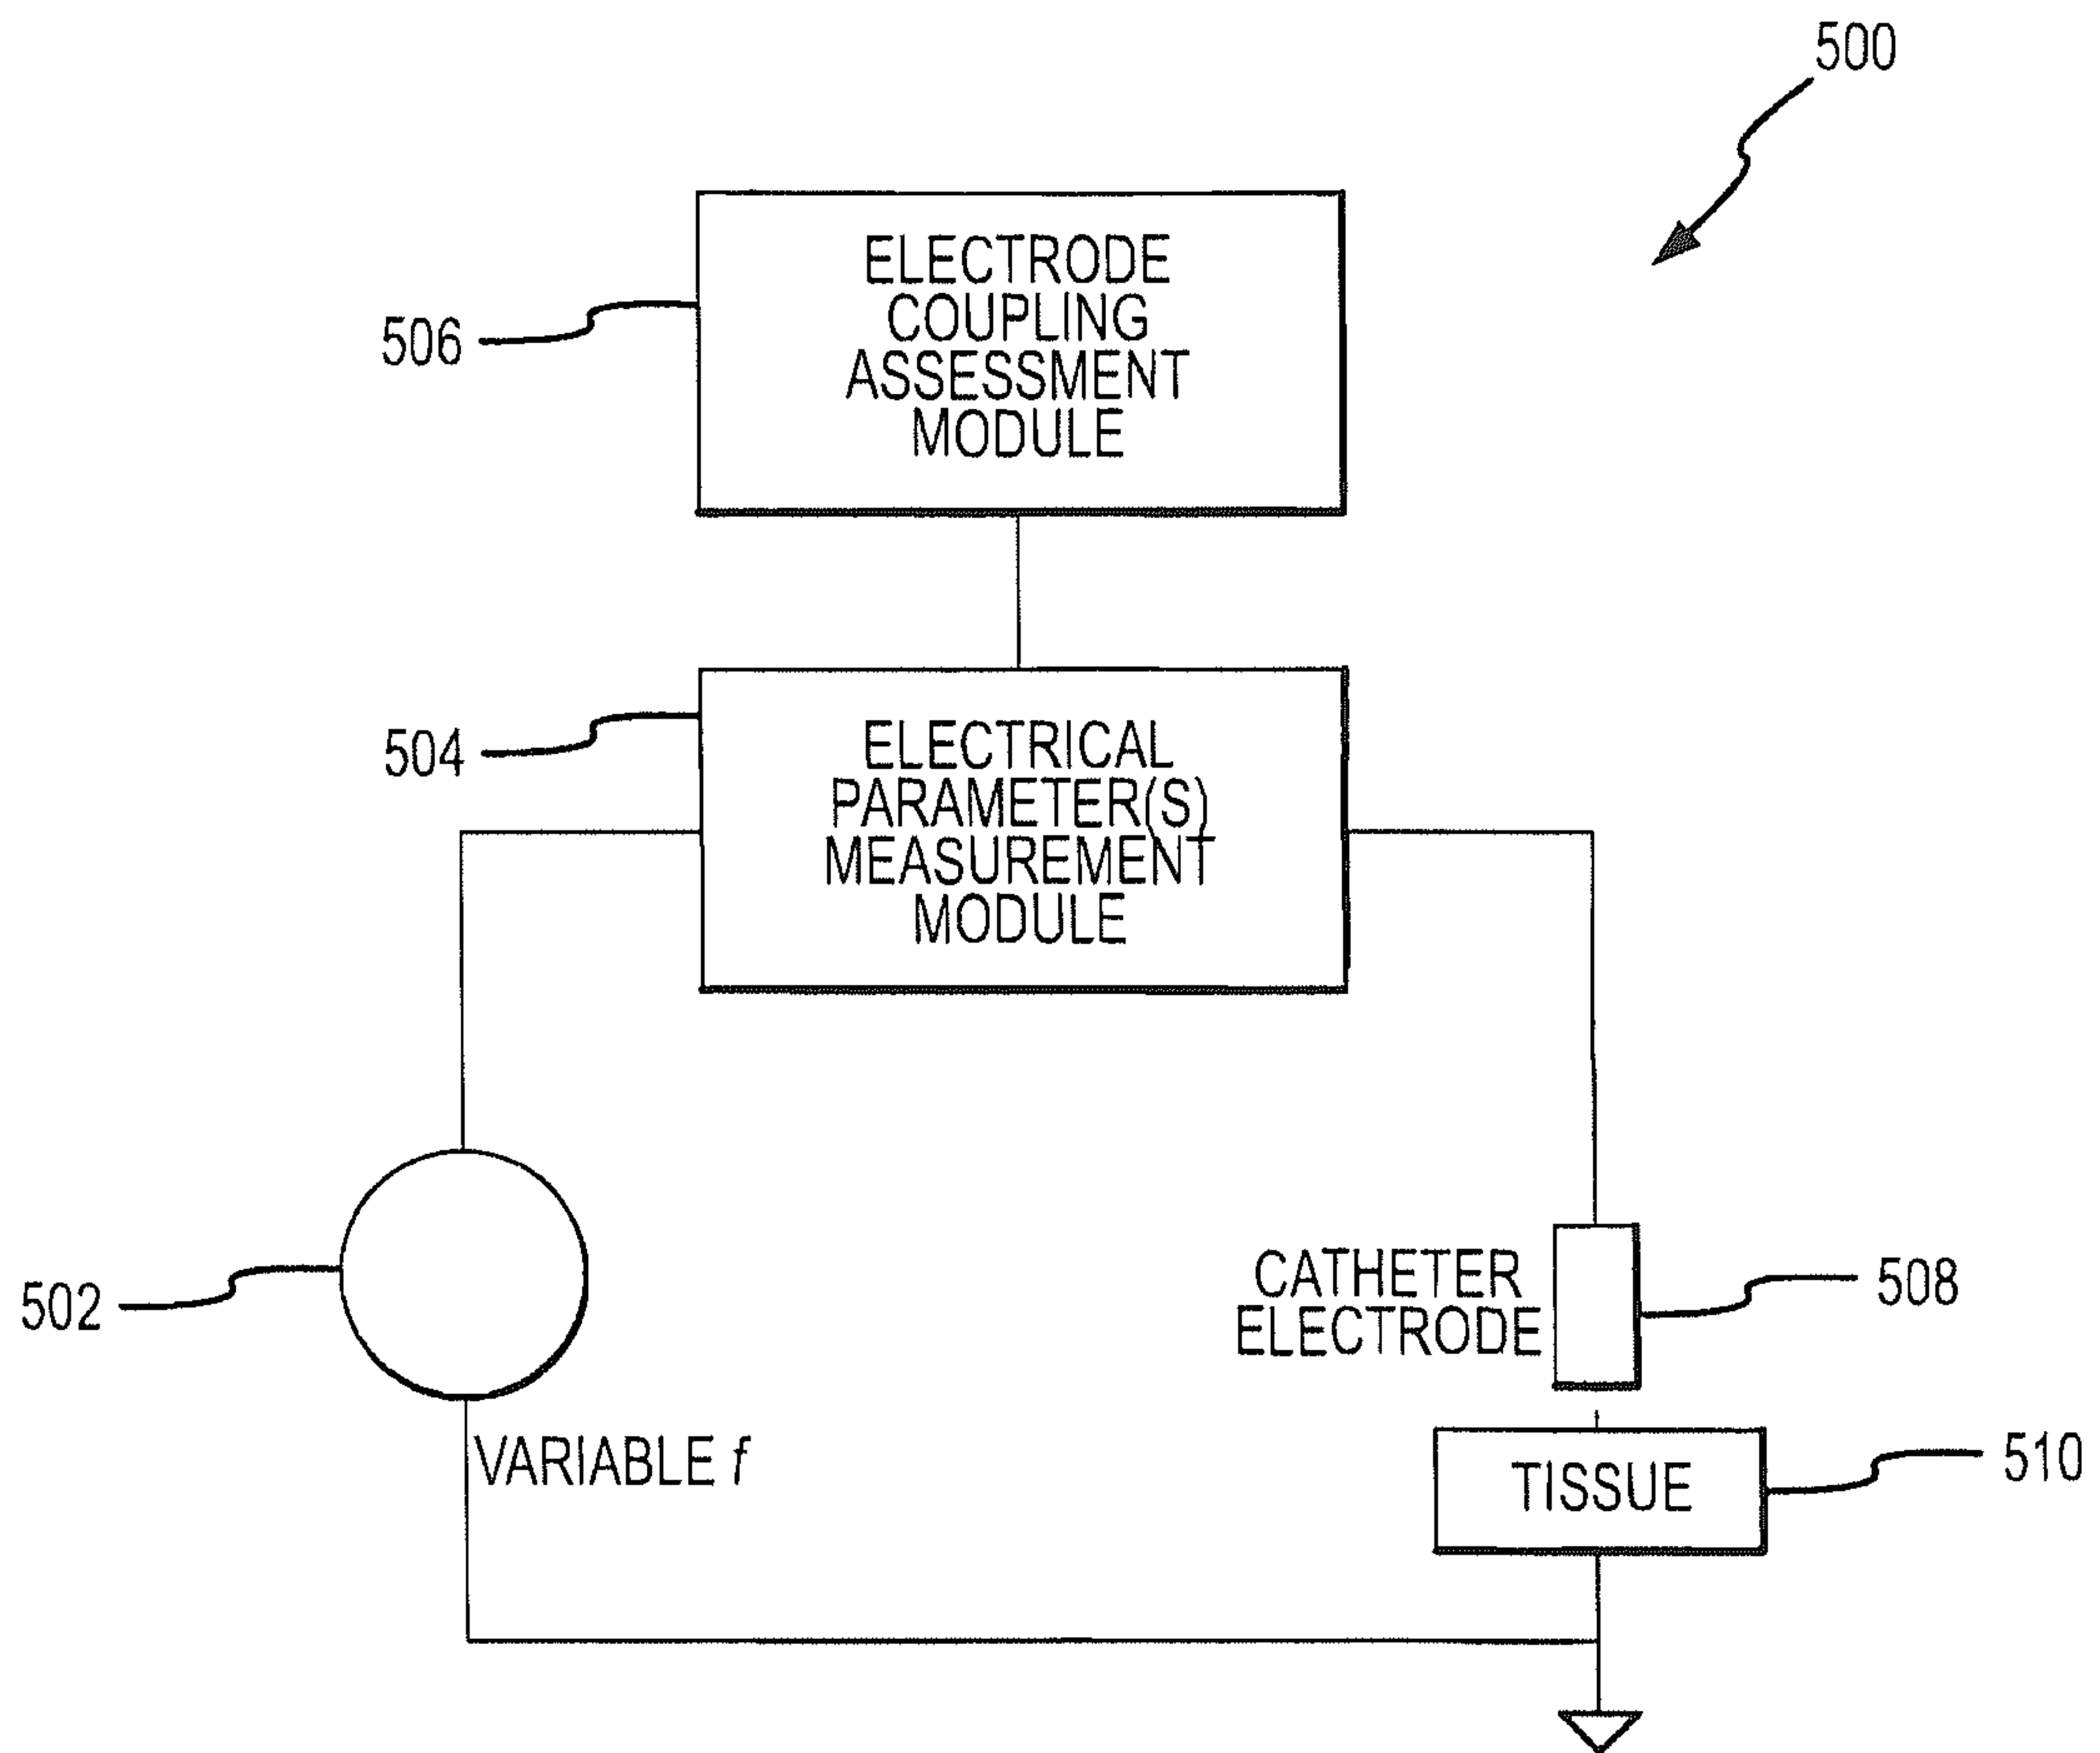 500
ELECTRODE
COUPLING
ASSESSMENT
MODULE
506
ELECTRICAL
PARAMETER(S)
MEASUREMENT
MODULE
504
502
VARIABLE f
CATHETER
ELECTRODE
508
TISSUE
510